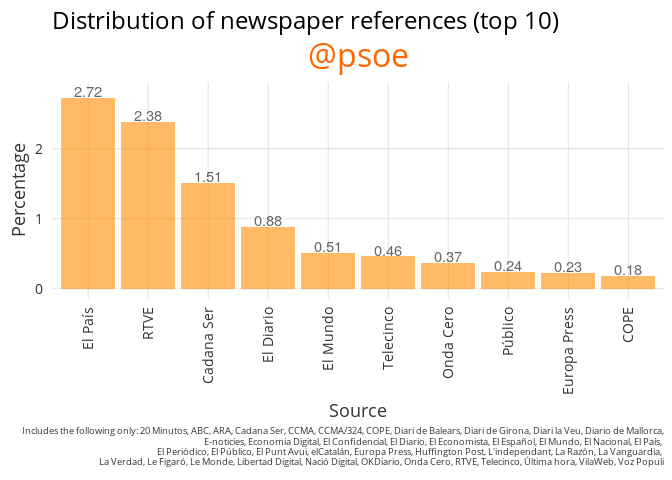 Distribution of newspaper references (top 10)
@psoe
Percentage
2
1
0
2.72
2.38
1.51
0.88
0.51
0.46
0.37
0.24
0.23
0.18
El País
RTVE
Cadana Ser
El Diario
El Mundo
Telecinco
Onda Cero
Público
Europa Press
COPE
Source
Includes the following only: 20 Minutos, ABC, ARA, Cadana Ser, CCMA, CCMA/324, COPE, Diari de Balears, Diari de Girona, Diari la Veu, Diario de Mallorca,
E-noticies, Economia Digital, El Confidencial, El Diario, El Economista, El Español, El Mundo, El Nacional, El País,
El Periódico, El Público, El Punt Avui, elCatalán, Europa Press, Huffington Post, L'independant, La Razón, La Vanguardia,
La Verdad, Le Figaró, Le Monde, Libertad Digital, Nació Digital, OKDiario, Onda Cero, RTVE, Telecinco, Última hora, VilaWeb, Voz Populi